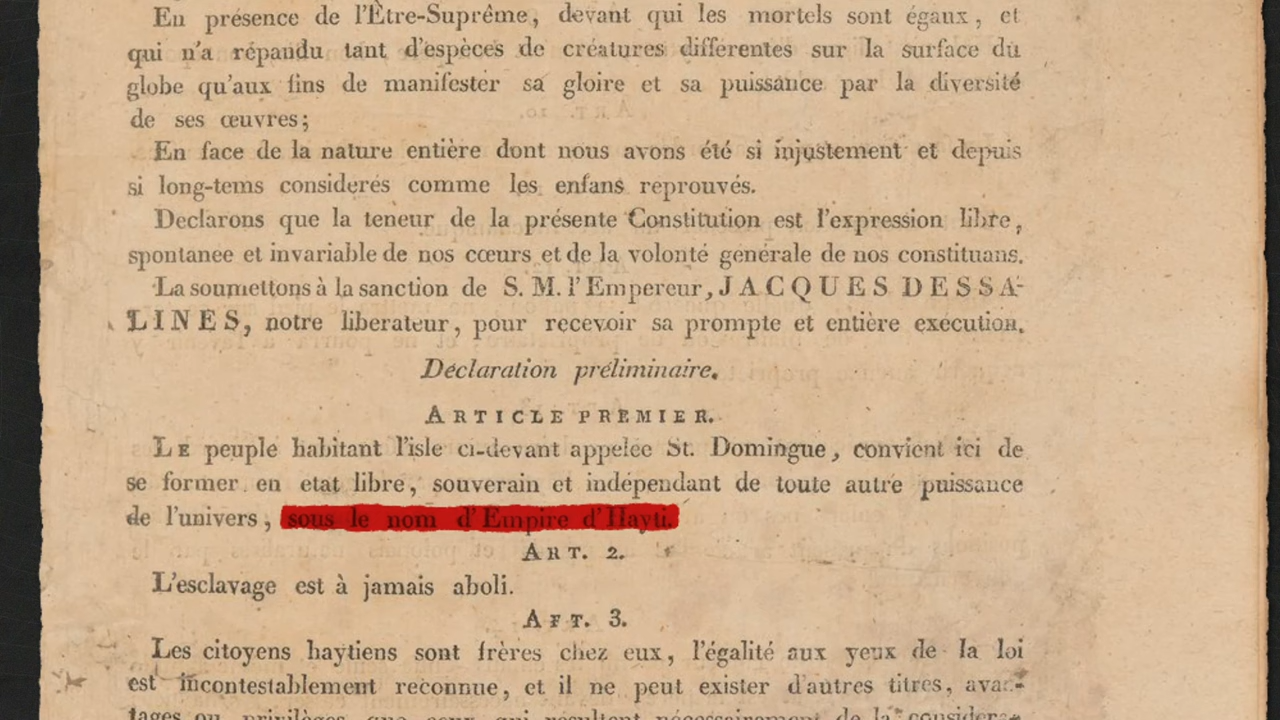 En présence de l'Être-Suprême, devant qui les mortels sont égaux, et
qui n'a répandu tant d'espèces de créatures differentes sur la surface du
globe qu'aux fins de manifester sa gloire et sa puissance par la diversité
de ses œuvres;
En face de la nature entière dont nous avons été si injustement et depuis
si long-tems considerés comme les enfans reprouvés.
Declarons que la teneur de la présente Constitution est l'expression libre,
spontanee et invariable de nos cœurs et de la volonté générale de nos constituans.
La soumettons à la sanction de S. M. l'Empereur, JACQUES DESSA-
LINES, notre liberateur, pour recevoir sa prompte et entière execution.
Déclaration préliminaire.
ARTICLE PREMIER.
LE peuple habitant l'isle ci-devant appelée St. Domingue, convient ici de
se former en etat libre, souverain et indépendant de toute autre puissance
de l'univers, sous le nom d'Empire d'Hayti.
ART. 2.
L'esclavage est à jamais aboli.
ART. 3.
Les citoyens haytiens sont frères chez eux, l'égalité aux yeux de la loi
est incontestablement reconnue, et il ne peut exister d'autres titres, avan-
tages ou privilèges que ceux qui résultent nécessairement de la considera-